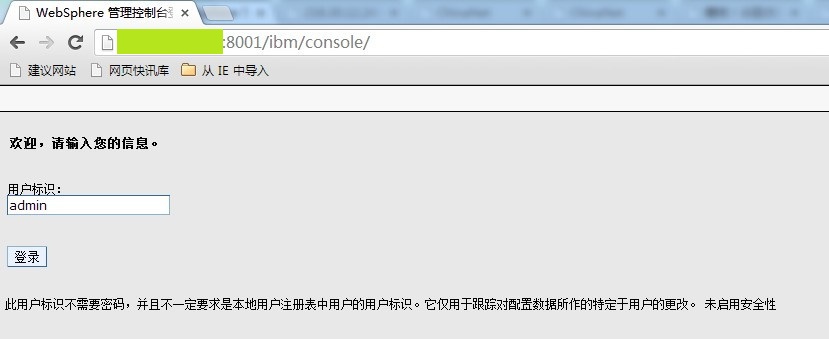 WebSphere 管理控制台
:8001/ibm/console/
建议网站 网页快讯库 从 IE 中导入
欢迎，请输入您的信息。
用户标识：
admin
登录
此用户标识不需要密码，并且不一定要求是本地用户注册表中用户的用户标识。它仅用于跟踪对配置数据所作的特定于用户的更改。 未启用安全性